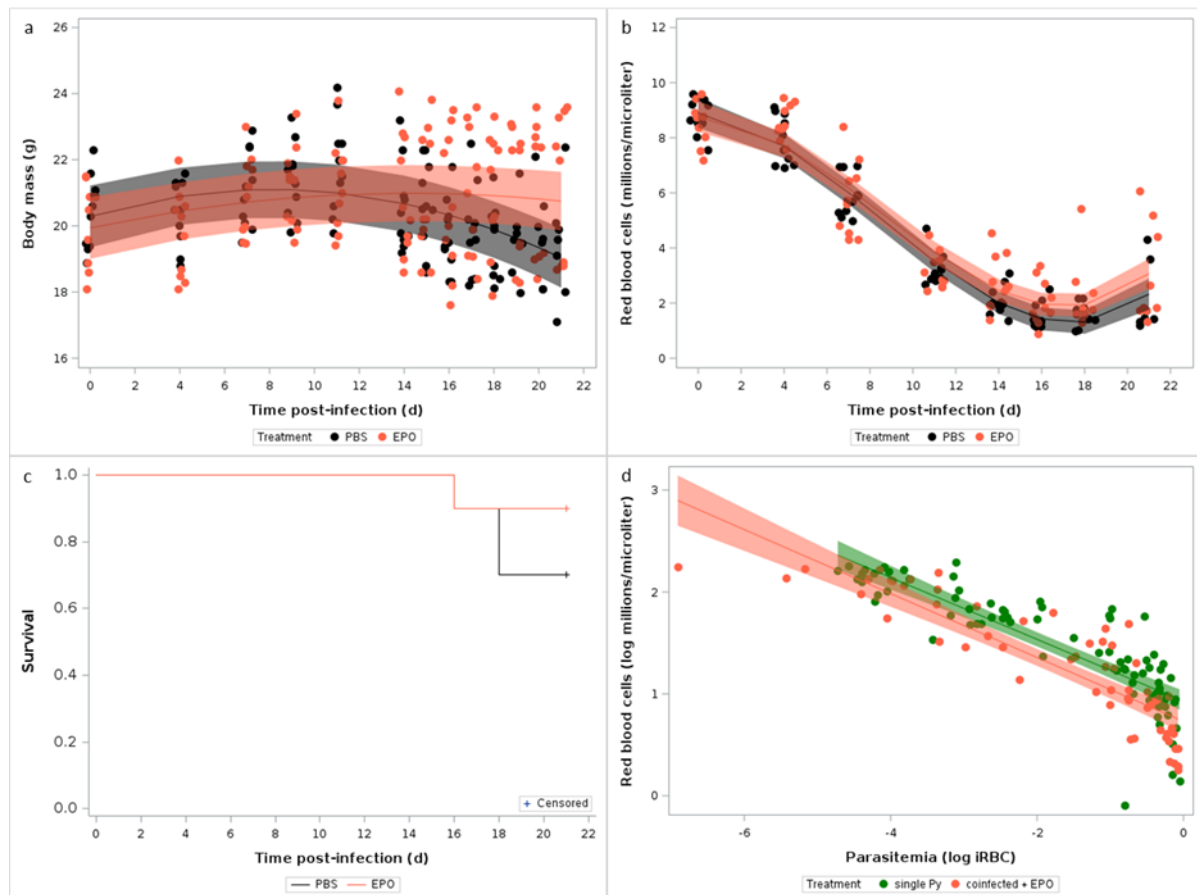 a
26
24
22
20
18
16
Body mass (g)
0 2 4 6 8 10 12 14 16 18 20 22
Time post-infection (d)
Treatment PBS EPO
b
12
10
8
6
4
2
0
Red blood cells (millions/microliter)
0 2 4 6 8 10 12 14 16 18 20 22
Time post-infection (d)
Treatment PBS EPO
c
1.0
0.8
0.6
0.4
0.2
0.0
Survival
+ Censored
0 2 4 6 8 10 12 14 16 18 20 22
Time post-infection (d)
PBS EPO
d
3
2
1
0
Red blood cells (log millions/microliter)
-6 -4 -2 0
Parasitemia (log iRBC)
Treatment single Py coinfected + EPO